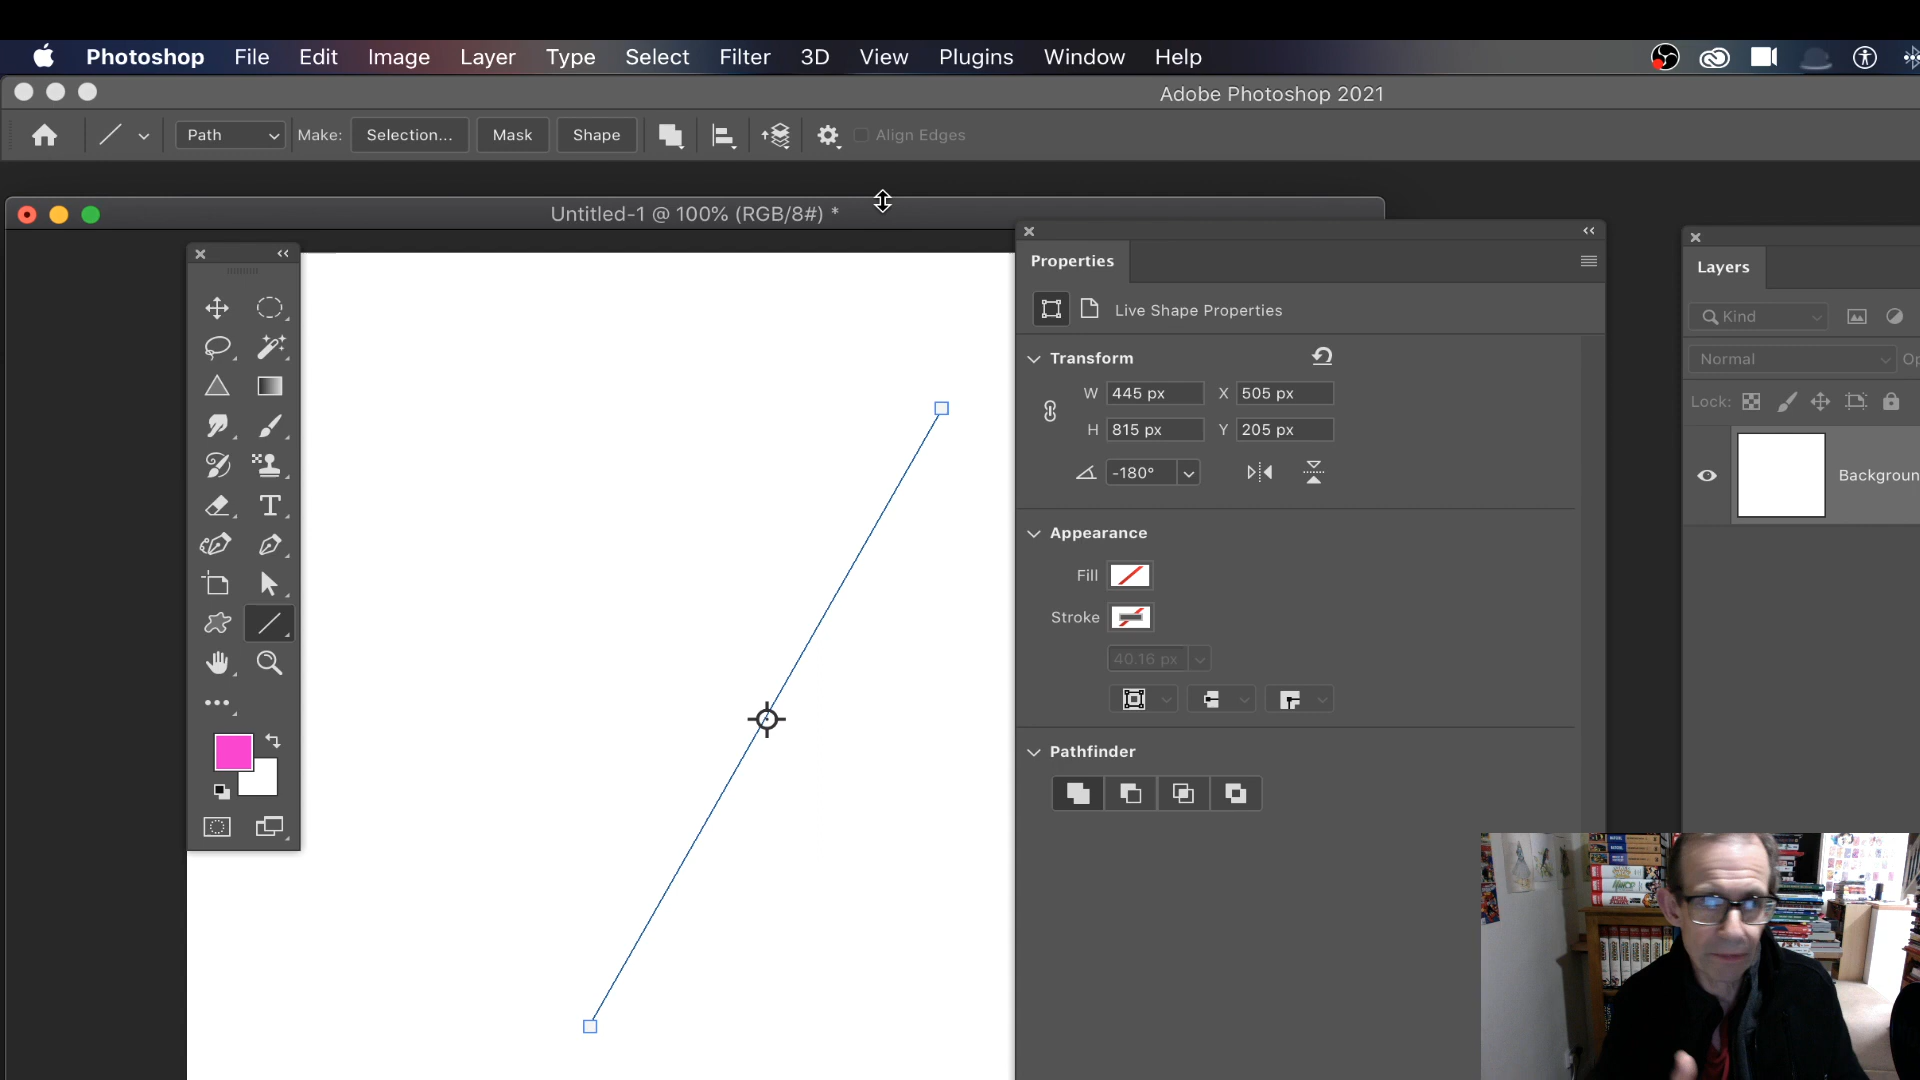 Photoshop File Edit Image Layer Type Select Filter 3D View Plugins Window Help
Adobe Photoshop 2021
Path Make: Selection... Mask Shape Align Edges
Untitled-1 @ 100% (RGB/8#) *
Properties
Live Shape Properties
Transform
W 445 px X 505 px
H 815 px Y 205 px
-180°
Appearance
Fill
Stroke
40.16 px
Pathfinder
Layers
Kind
Normal Op
Lock:
Backgroun